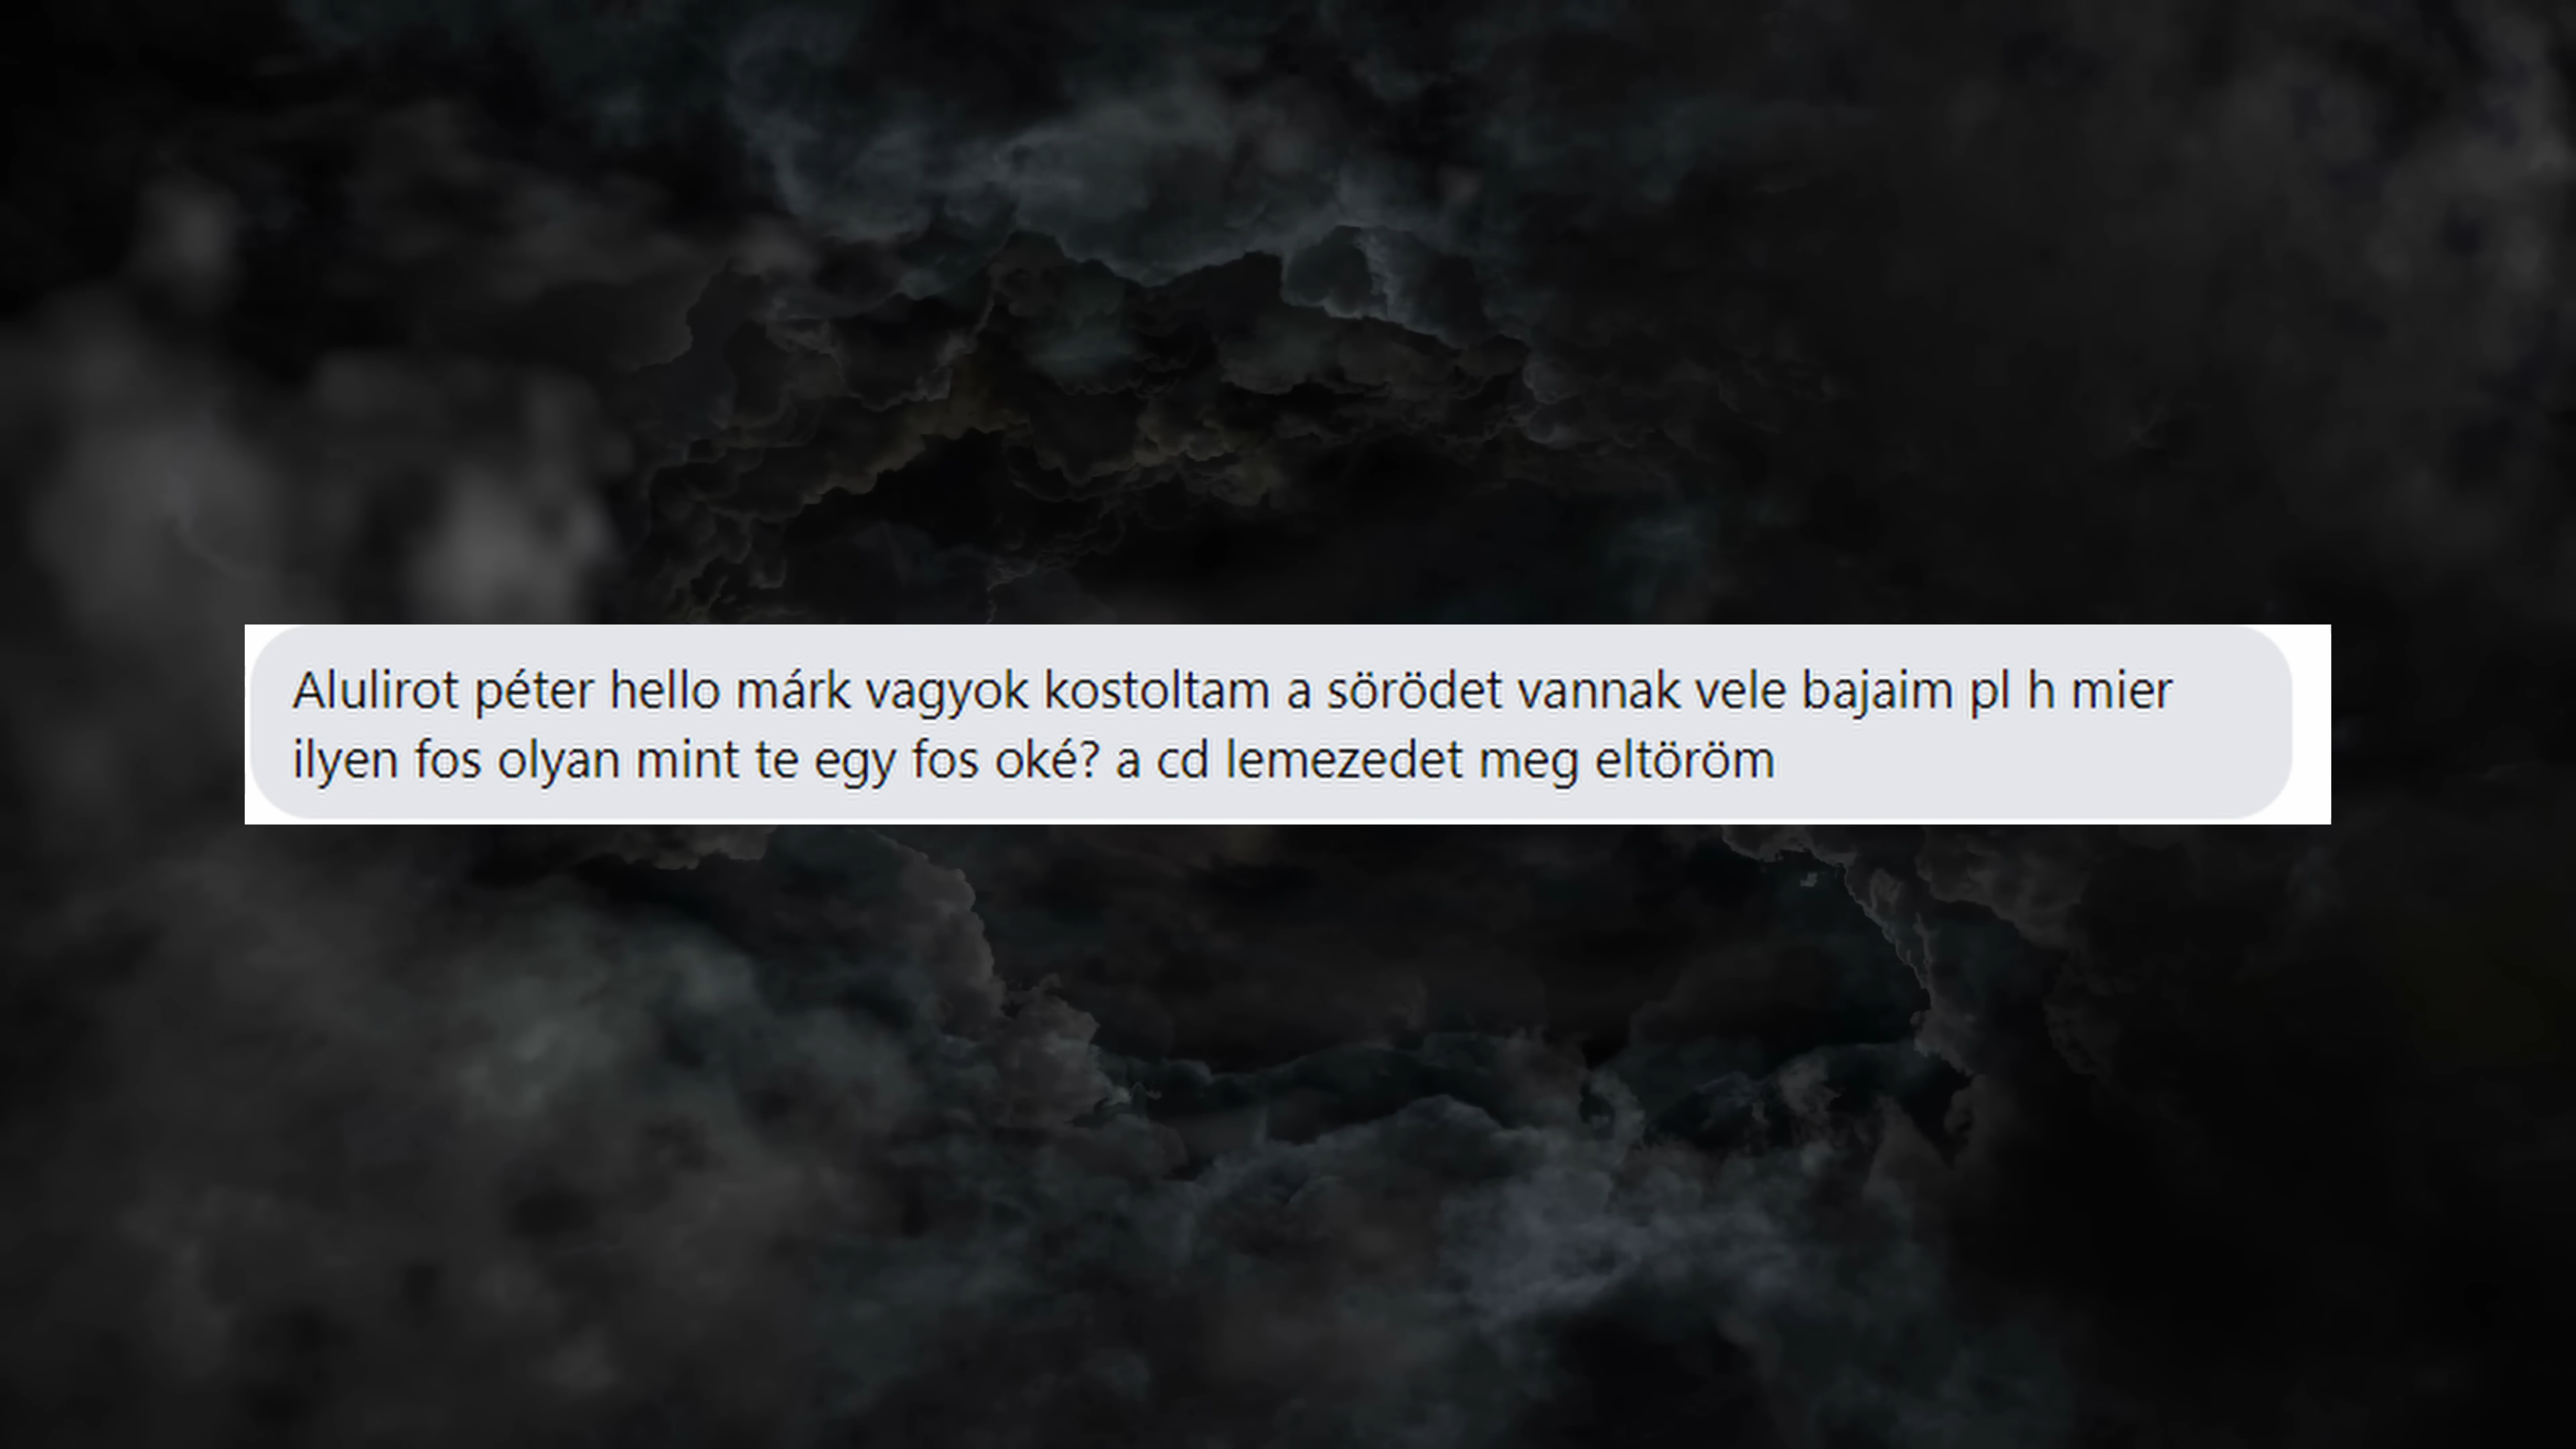 Alulirot péter hello márk vagyok kostoltam a sörödet vannak vele bajaim pl h mier
ilyen fos olyan mint te egy fos oké? a cd lemezedet meg eltöröm